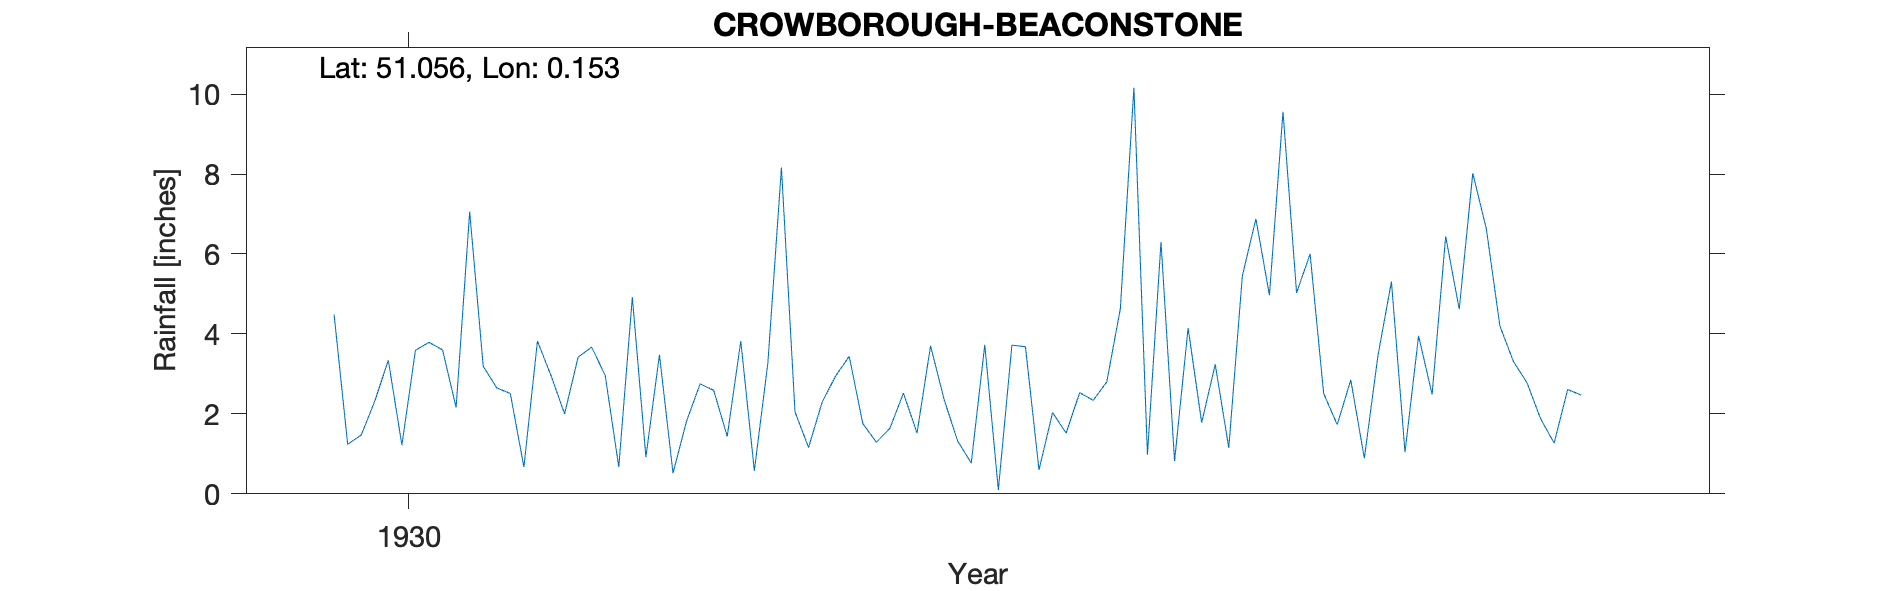 CROWBOROUGH-BEACONSTONE
Lat: 51.056, Lon: 0.153
10
8
6
4
2
0
Rainfall [inches]
1930
Year